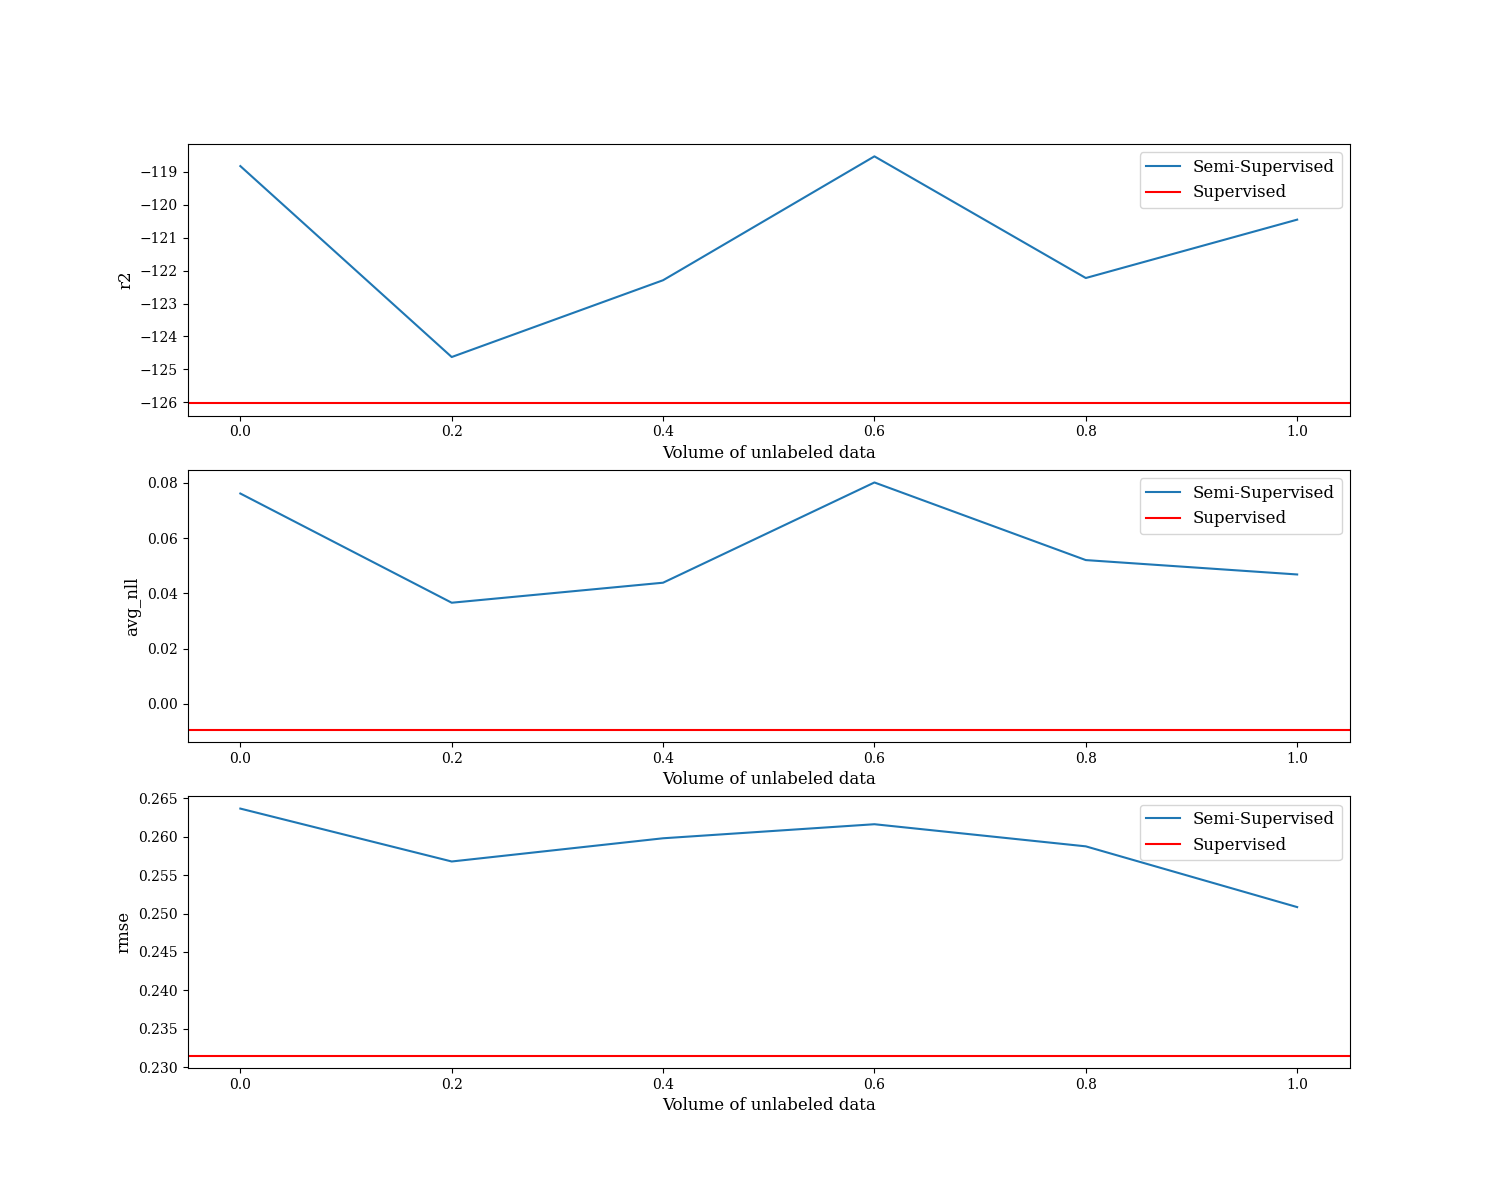 −119
−120
−121
−122
−123
−124
−125
−126
r2
Semi-Supervised
Supervised
0.0 0.2 0.4 0.6 0.8 1.0
Volume of unlabeled data
0.08
0.06
0.04
0.02
0.00
avg_nll
Semi-Supervised
Supervised
0.0 0.2 0.4 0.6 0.8 1.0
Volume of unlabeled data
0.265
0.260
0.255
0.250
0.245
0.240
0.235
0.230
rmse
Semi-Supervised
Supervised
0.0 0.2 0.4 0.6 0.8 1.0
Volume of unlabeled data